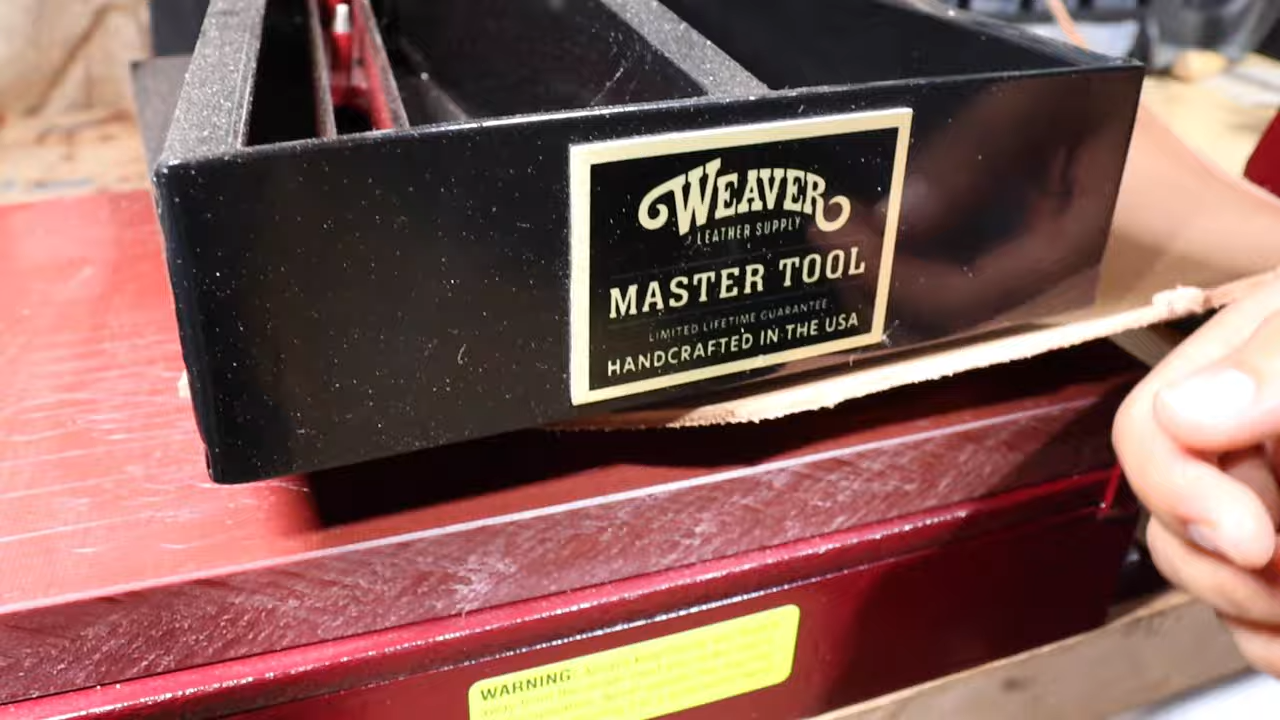 WEAVER
LEATHER SUPPLY
MASTER TOOL
LIMITED LIFETIME GUARANTEE
HANDCRAFTED IN THE USA
WARNING: